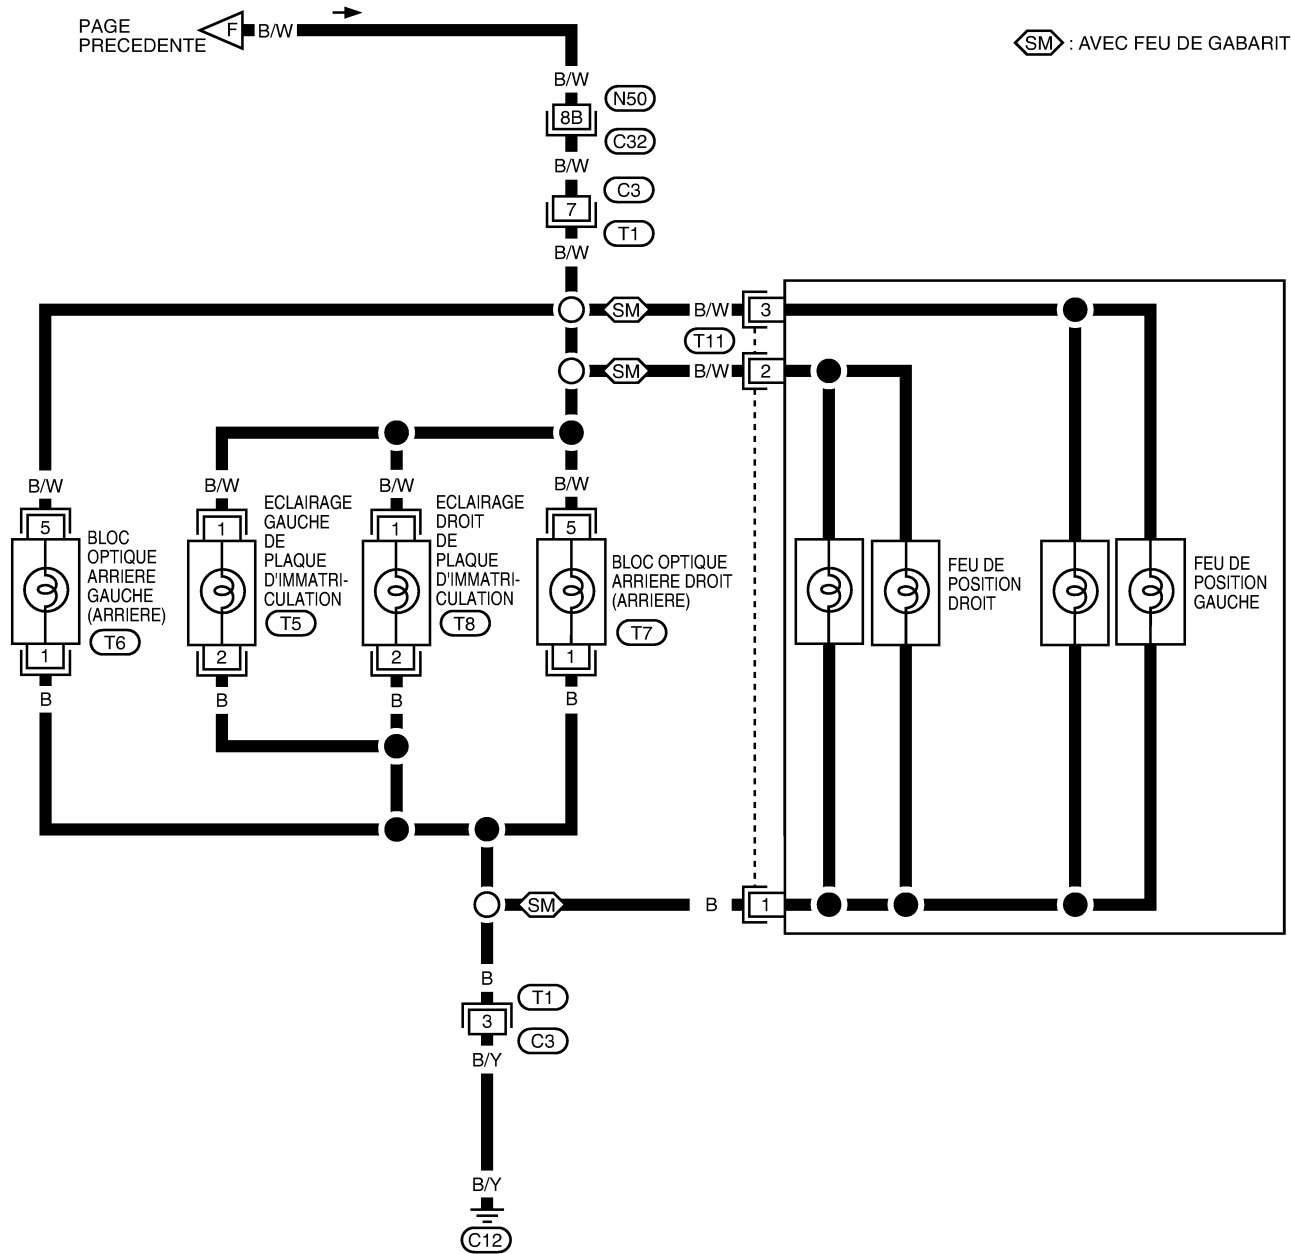 PAGE
PRECEDENTE
F
B/W
SM : AVEC FEU DE GABARIT
B/W
N50
8B
C32
B/W
C3
7
T1
B/W
SM
B/W
3
T11
SM
B/W
2
B/W
B/W
B/W
B/W
5
1
1
5
BLOC
OPTIQUE
ARRIERE
GAUCHE
(ARRIERE)
T6
ECLAIRAGE
GAUCHE
DE
PLAQUE
D'IMMATRI-
CULATION
T5
ECLAIRAGE
DROIT
DE
PLAQUE
D'IMMATRI-
CULATION
T8
BLOC OPTIQUE
ARRIERE DROIT
(ARRIERE)
T7
FEU DE
POSITION
DROIT
FEU DE
POSITION
GAUCHE
1
2
2
1
B
B
B
B
SM
B
1
B
T1
3
C3
B/Y
B/Y
C12